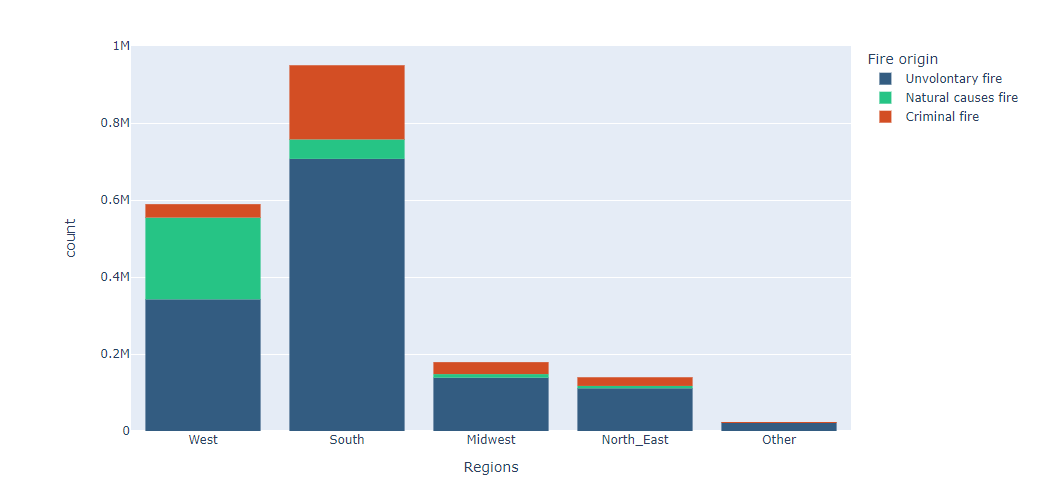 1M
0.8M
0.6M
0.4M
0.2M
0
count
West
South
Midwest
North_East
Other
Regions
Fire origin
Unvolontary fire
Natural causes fire
Criminal fire